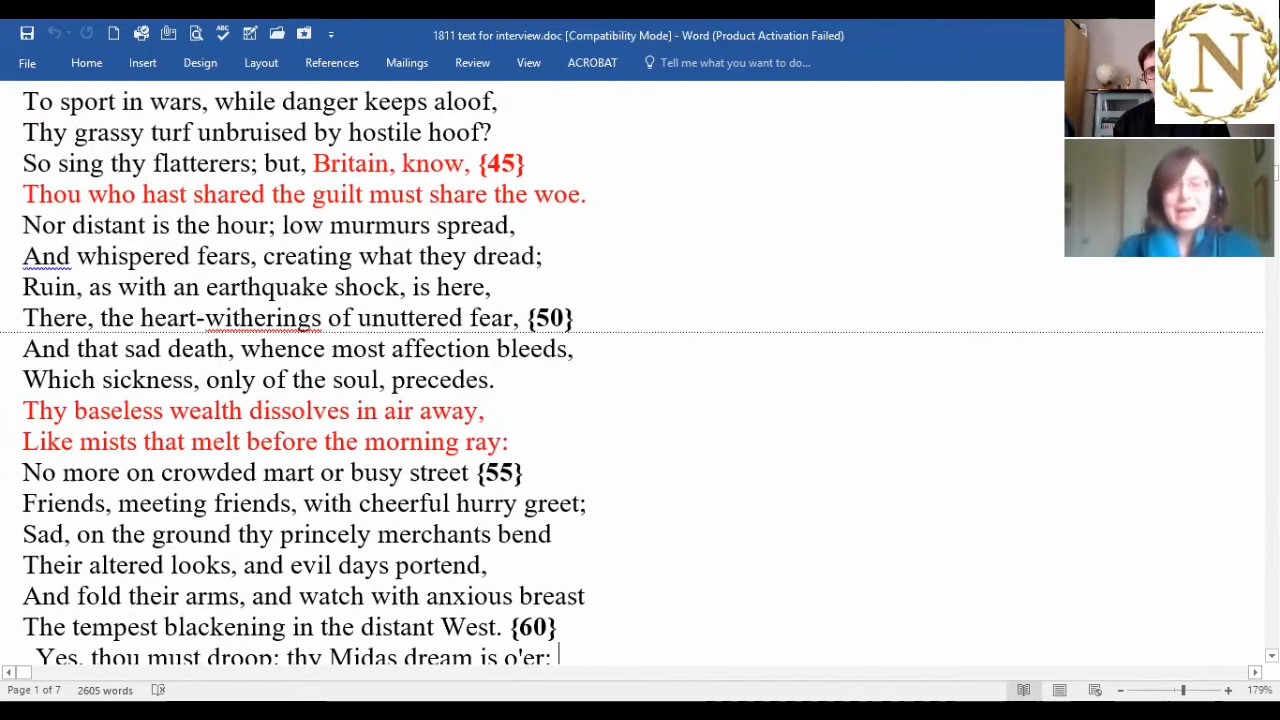 ABC
1811 text for interview.doc [Compatibility Mode] - Word (Product Activation Failed)
File Home Insert Design Layout References Mailings Review View ACROBAT Tell me what you want to do...
N
To sport in wars, while danger keeps aloof,
Thy grassy turf unbruised by hostile hoof?
So sing thy flatterers; but, Britain, know, {45}
Thou who hast shared the guilt must share the woe.
Nor distant is the hour; low murmurs spread,
And whispered fears, creating what they dread;
Ruin, as with an earthquake shock, is here,
There, the heart-witherings of unuttered fear, {50}
And that sad death, whence most affection bleeds,
Which sickness, only of the soul, precedes.
Thy baseless wealth dissolves in air away,
Like mists that melt before the morning ray:
No more on crowded mart or busy street {55}
Friends, meeting friends, with cheerful hurry greet;
Sad, on the ground thy princely merchants bend
Their altered looks, and evil days portend,
And fold their arms, and watch with anxious breast
The tempest blackening in the distant West. {60}
Yes, thou must droop; thy Midas dream is o'er;
Page 1 of 7 2605 words 179%